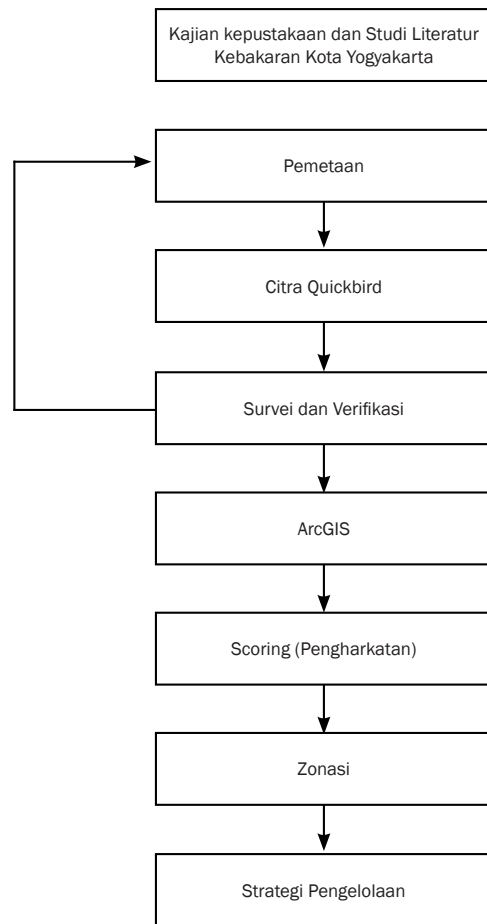 Kajian kepustakaan dan Studi Literatur
Kebakaran Kota Yogyakarta
Pemetaan
Citra Quickbird
Survei dan Verifikasi
ArcGIS
Scoring (Pengharkatan)
Zonasi
Strategi Pengelolaan